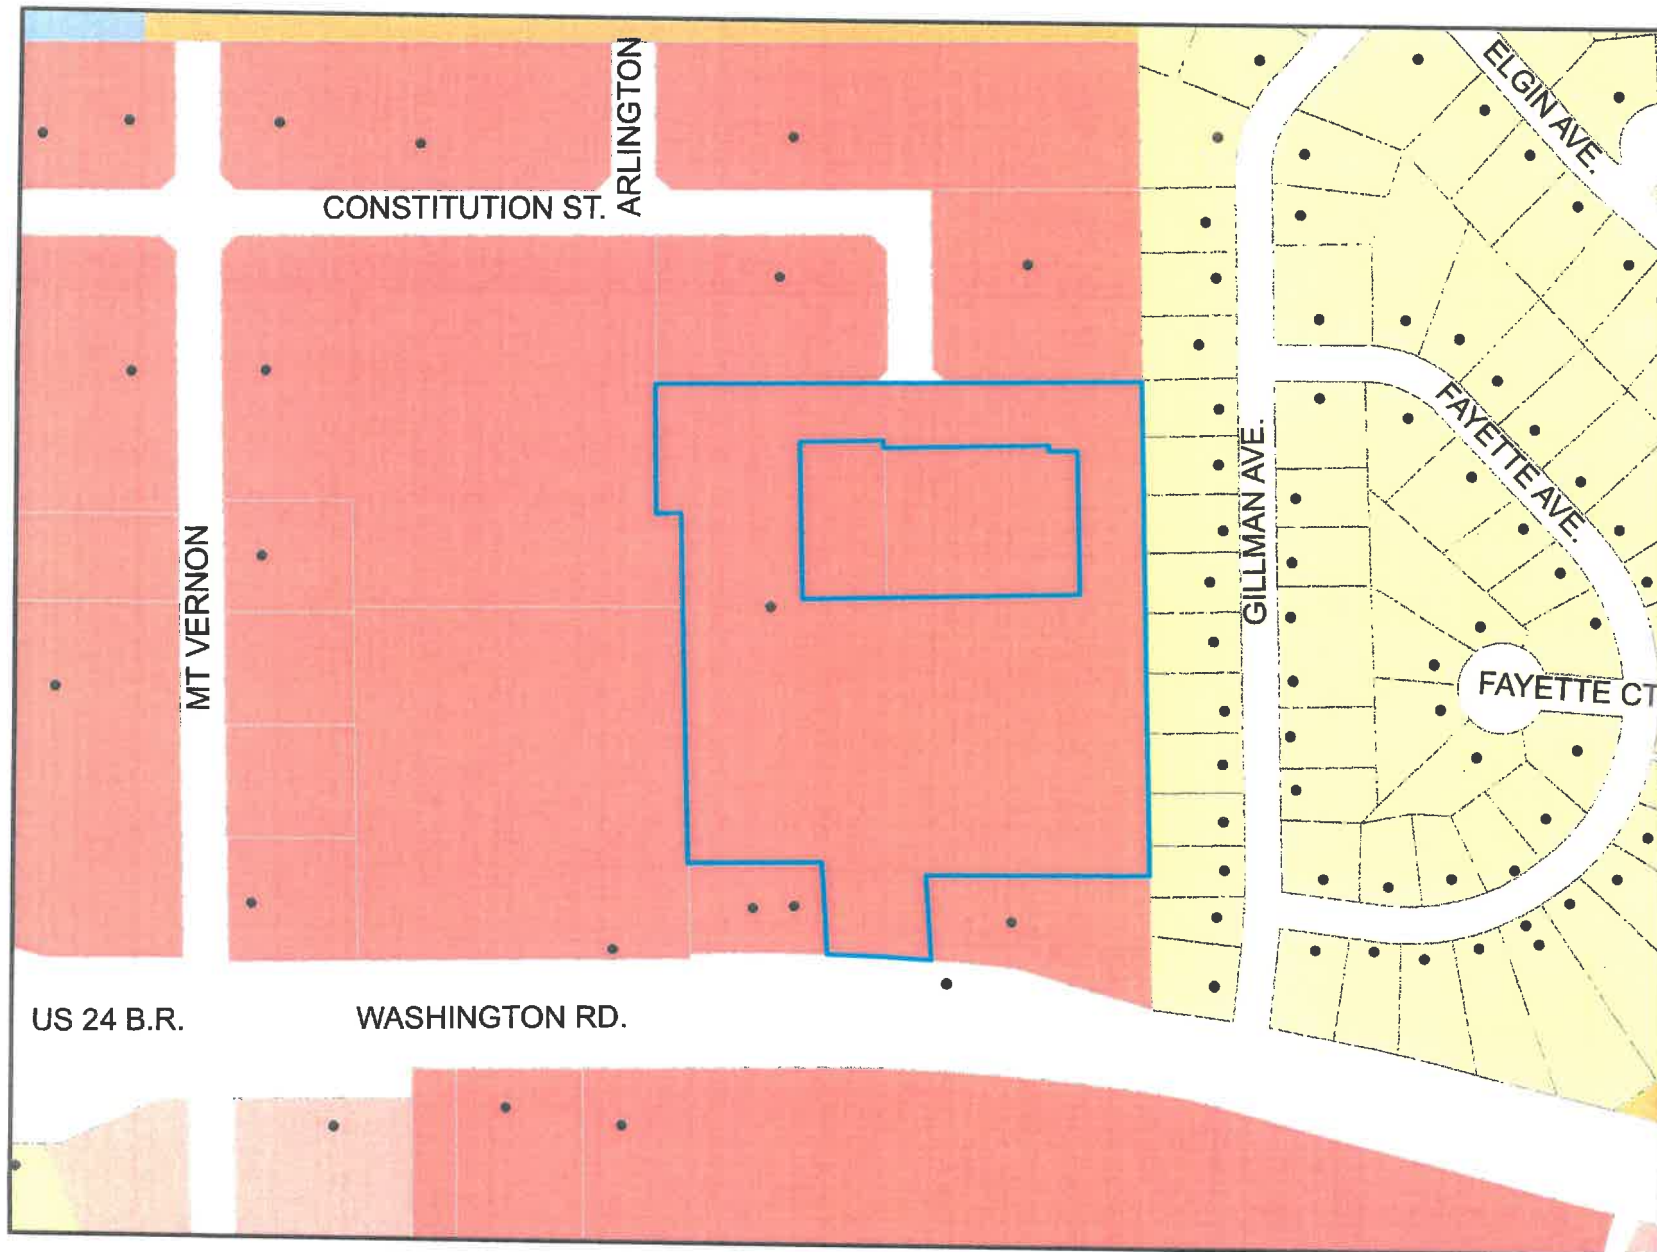 ELGIN AVE.
ARLINGTON
CONSTITUTION ST.
FAYETTE AVE.
GILLMAN AVE.
MT VERNON
FAYETTE CT
US 24 B.R.
WASHINGTON RD.